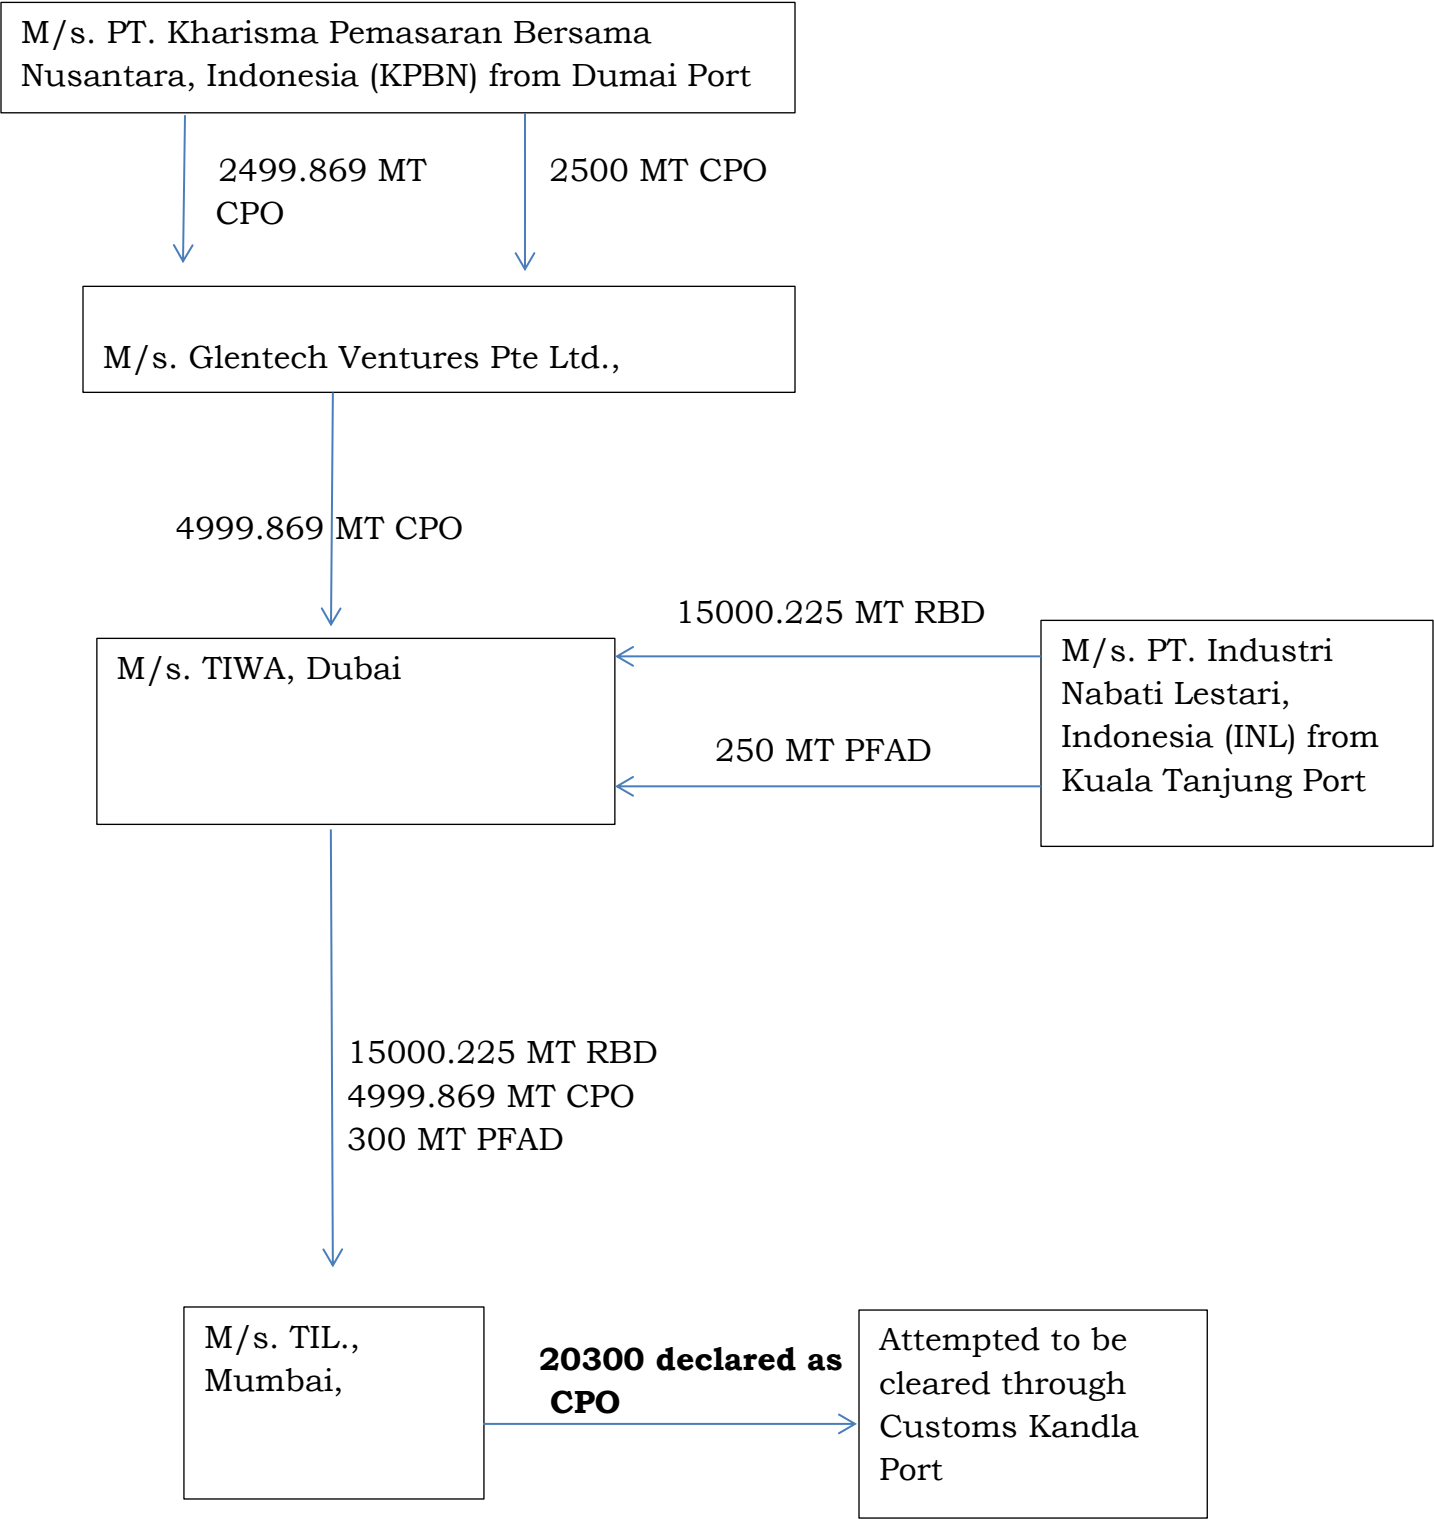 M/s. PT. Kharisma Pemasaran Bersama
Nusantara, Indonesia (KPBN) from Dumai Port
2499.869 MT
CPO
2500 MT CPO
M/s. Glentech Ventures Pte Ltd.,
4999.869 MT CPO
15000.225 MT RBD
M/s. TIWA, Dubai
M/s. PT. Industri
Nabati Lestari,
Indonesia (INL) from
Kuala Tanjung Port
250 MT PFAD
15000.225 MT RBD
4999.869 MT CPO
300 MT PFAD
M/s. TIL.,
Mumbai,
20300 declared as
CPO
Attempted to be
cleared through
Customs Kandla
Port